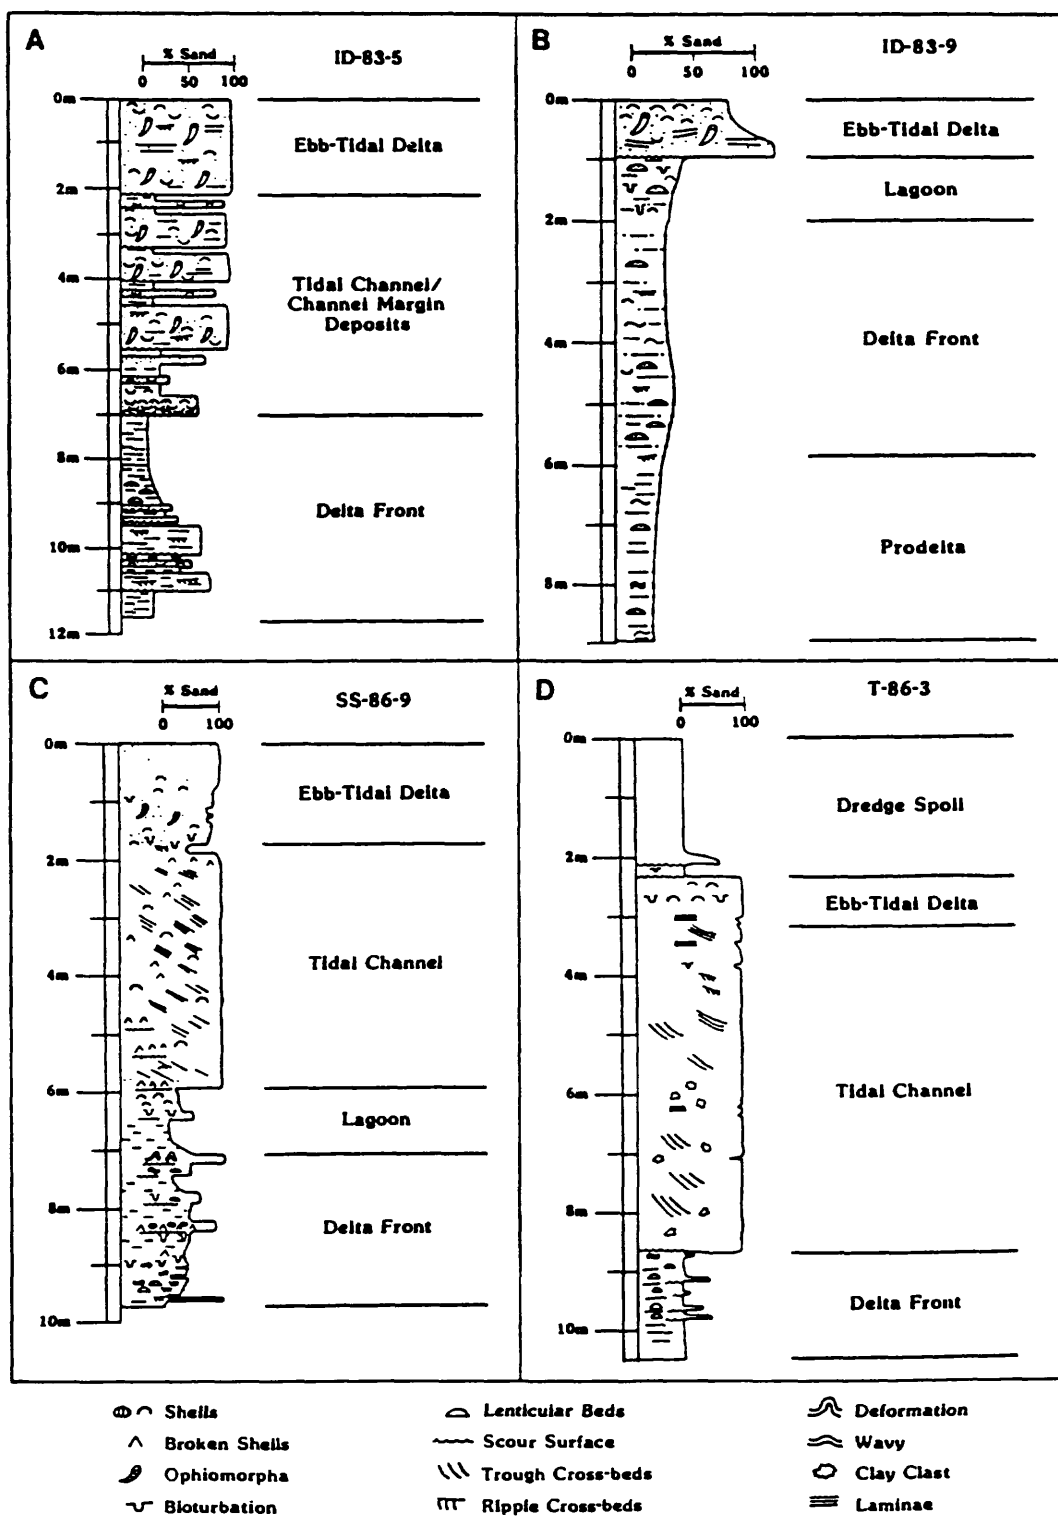 A
ID-83-5
% Sand
0 50 100
0m
2m
4m
6m
8m
10m
12m
Ebb-Tidal Delta
Tidal Channel/
Channel Margin
Deposits
Delta Front
B
ID-83-9
% Sand
0 50 100
0m
2m
4m
6m
8m
Ebb-Tidal Delta
Lagoon
Delta Front
Prodelta
C
SS-86-9
% Sand
0 100
0m
2m
4m
6m
8m
10m
Ebb-Tidal Delta
Tidal Channel
Lagoon
Delta Front
D
T-86-3
% Sand
0 100
0m
2m
4m
6m
8m
10m
Dredge Spoil
Ebb-Tidal Delta
Tidal Channel
Delta Front
Shells
Broken Shells
Ophiomorpha
Bioturbation
Lenticular Beds
Scour Surface
Trough Cross-beds
Ripple Cross-beds
Deformation
Wavy
Clay Clast
Laminae